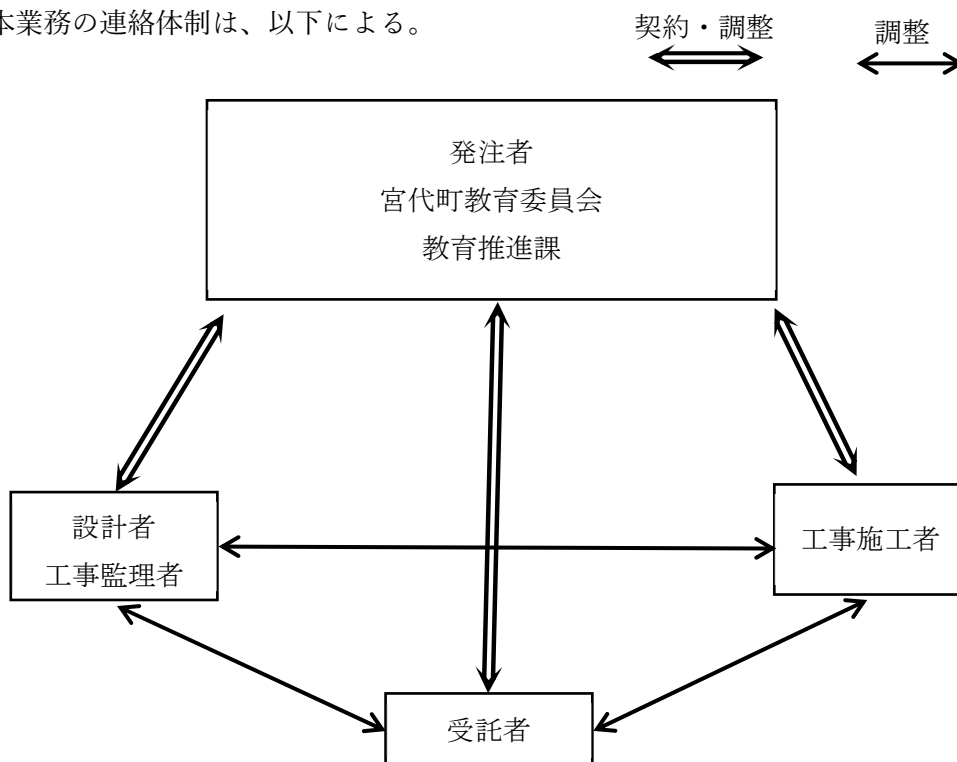 本業務の連絡体制は、以下による。
契約・調整
調整
発注者
宮代町教育委員会
教育推進課
設計者
工事監理者
工事施工者
受託者